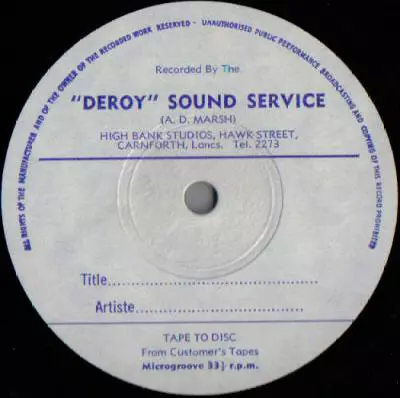 ALL RIGHTS OF THE MANUFACTURER AND OF THE OWNER OF THE RECORDED WORK RESERVED - UNAUTHORISED PUBLIC PERFORMANCE BROADCASTING AND COPYING OF THIS RECORD PROHIBITED
Recorded By The
"DEROY" SOUND SERVICE
(A. D. MARSH)
HIGH BANK STUDIOS, HAWK STREET,
CARNFORTH, Lancs. Tel. 2273
Title........................................
Artiste........................................
TAPE TO DISC
From Customer's Tapes
Microgroove 33⅓ r.p.m.